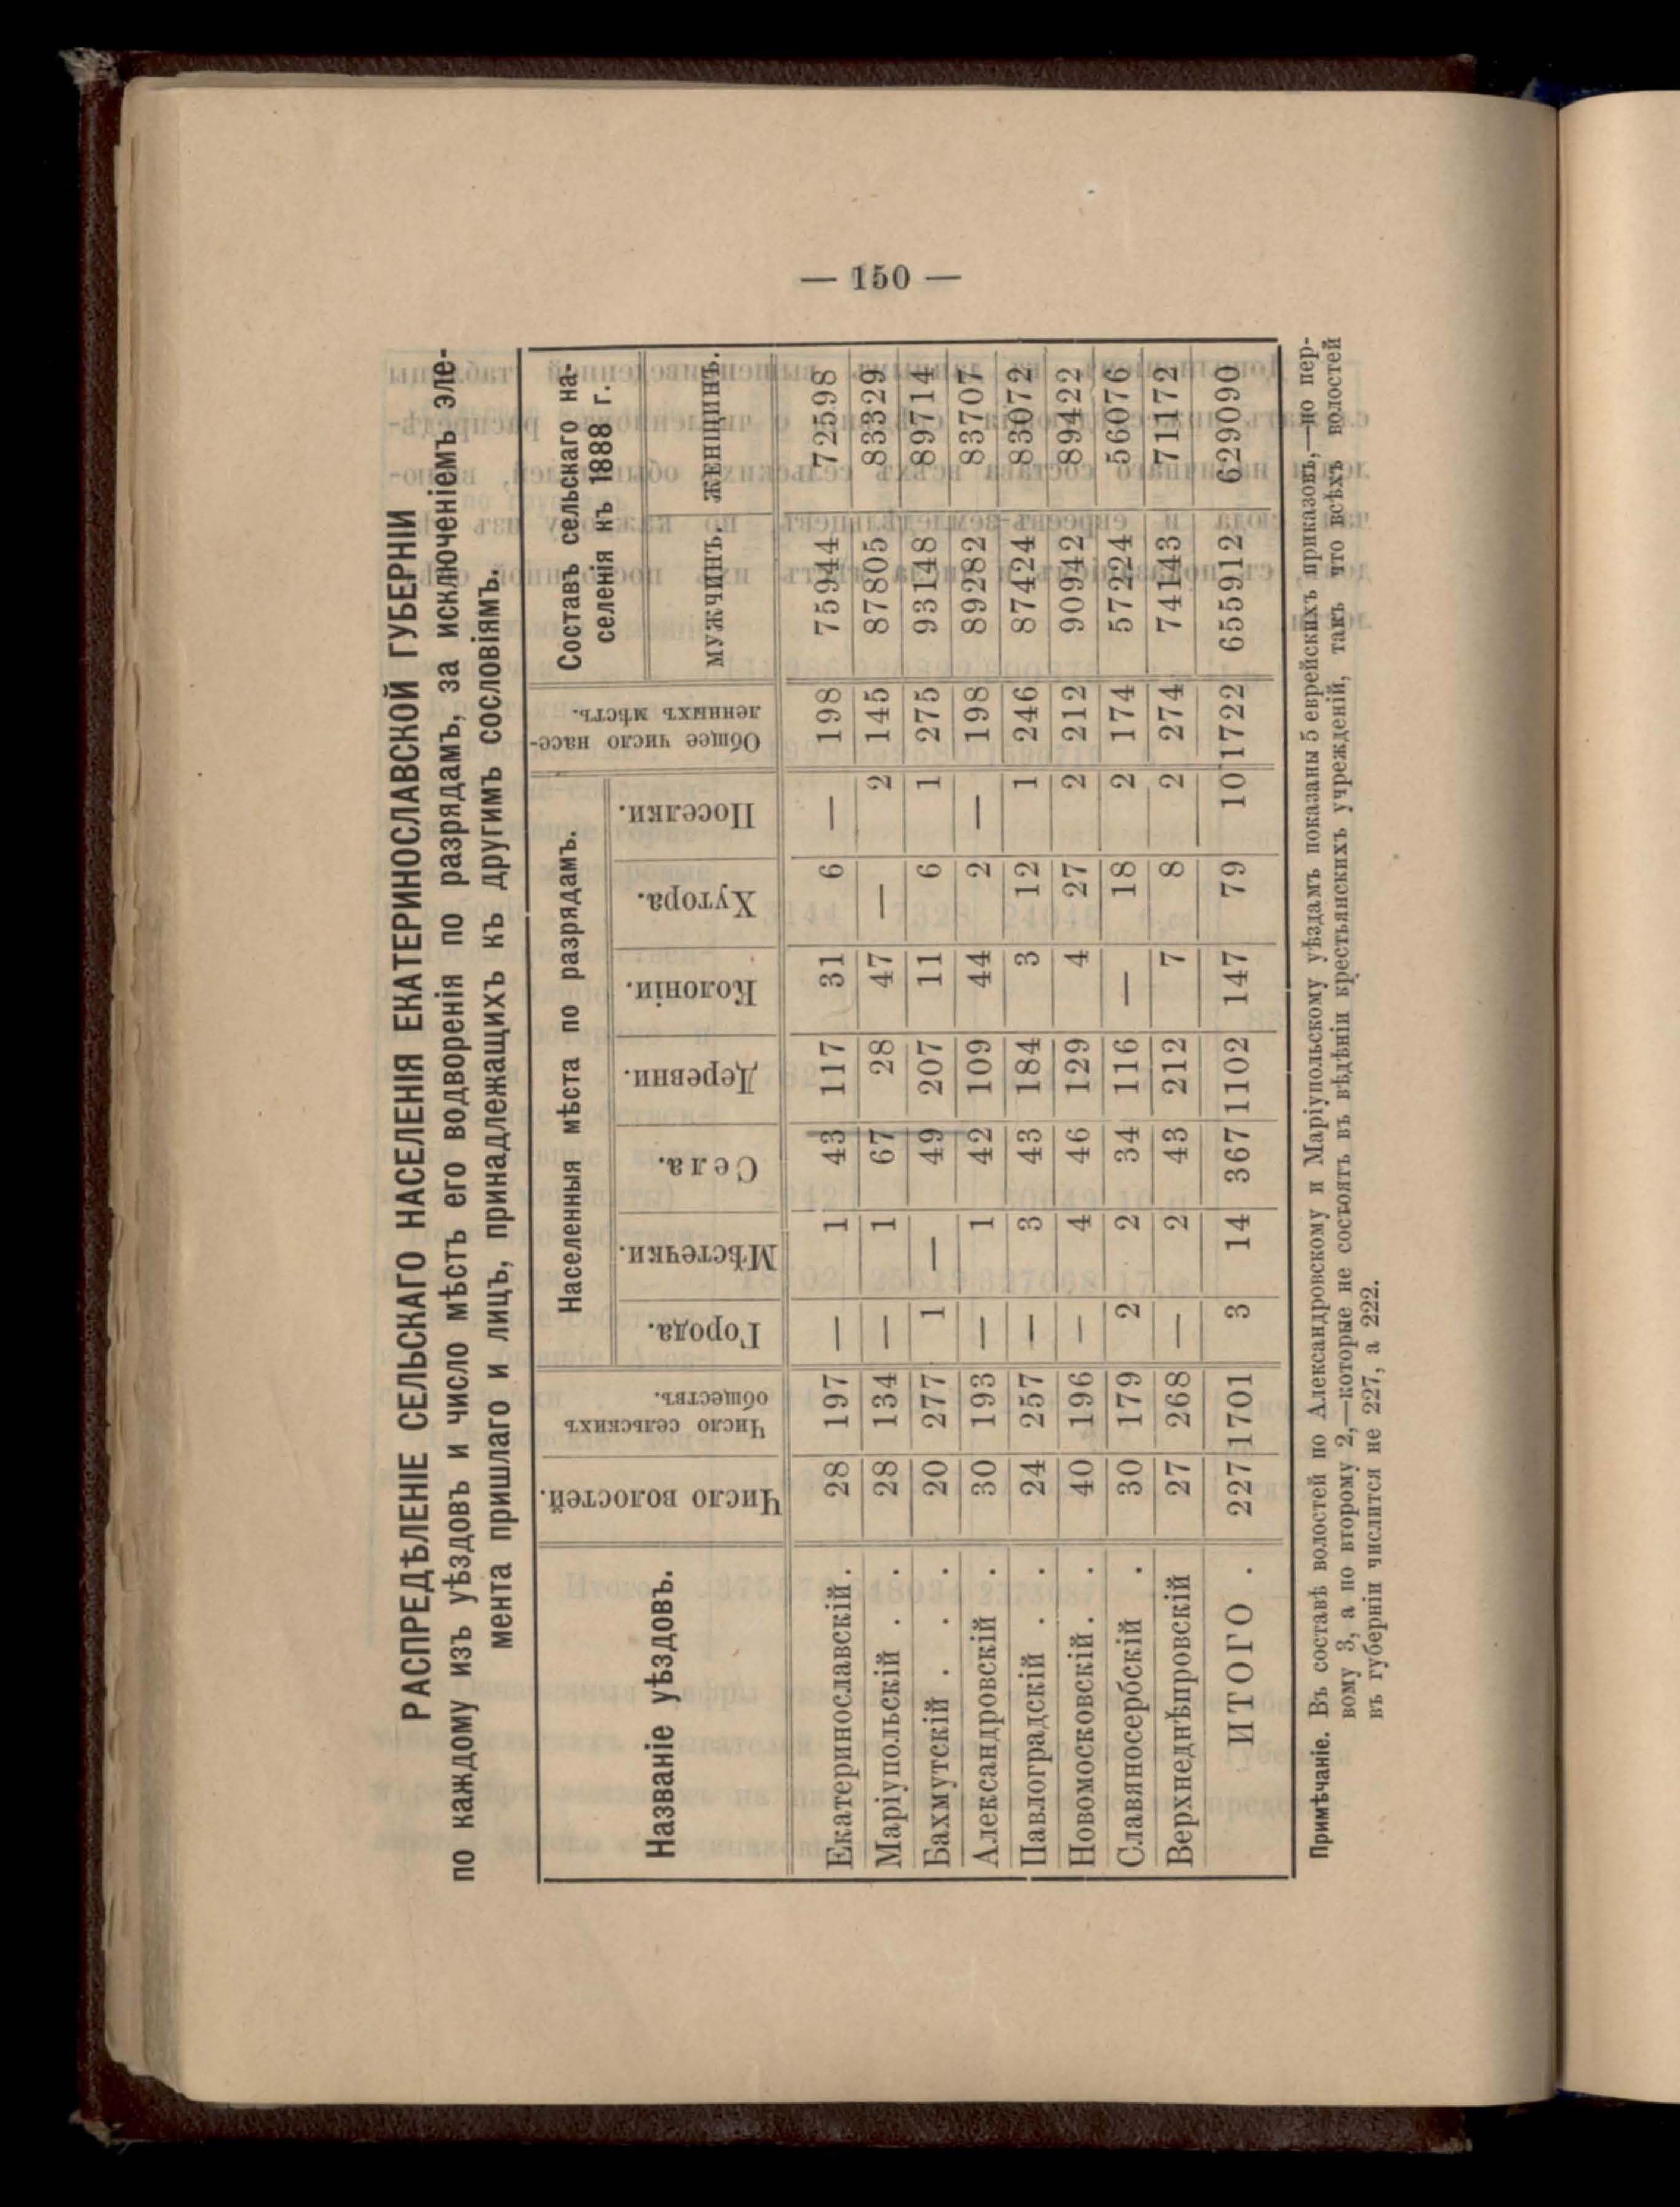 — 150 —
РАСПРЕДѢЛЕНІЕ СЕЛЬСКАГО НАСЕЛЕНІЯ ЕКАТЕРИНОСЛАВСКОЙ ГУБЕРНІИ
по каждому изъ уѣздовъ и число мѣстъ его водворенія по разрядамъ, за исключеніемъ эле-
мента пришлаго и лицъ, принадлежащихъ къ другимъ сословіямъ.
Названіе уѣздовъ. Число волостей. Число сельскихъ обществъ. Населенныя мѣста по разрядамъ. Общее число насе- ленныхъ мѣстъ. Составъ сельскаго на- селенія къ 1888 г.
Города. Мѣстечки. Села. Деревни. Колоніи. Хутора. Поселки. мужчинъ. женщинъ.
Екатеринославскій. 28 197 — 1 43 117 31 6 — 198 75944 72598
Маріупольскій . . 28 134 — 1 67 28 47 — 2 145 87805 83329
Бахмутскій . . . 20 277 1 — 49 207 11 6 1 275 93148 89714
Александровскій . 30 193 — 1 42 109 44 2 — 198 89282 83707
Павлоградскій . . 24 257 — 3 43 184 3 12 1 246 87424 83072
Новомосковскій . . 40 196 — 4 46 129 4 27 2 212 90942 89422
Славяносербскій . 30 179 2 2 34 116 — 18 2 174 57224 56076
Верхнеднѣпровскій 27 268 — 2 43 212 7 8 2 274 74143 71172
ИТОГО . 227 1701 3 14 367 1102 147 79 10 1722 655912 629090
Примѣчаніе. Въ составѣ волостей по Александровскому и Маріупольскому уѣздамъ показаны 5 еврейскихъ приказовъ,—по пер-
вому 3, а по второму 2,—которые не состоятъ въ вѣдѣніи крестьянскихъ учрежденій, такъ что всѣхъ волостей
въ губерніи числится не 227, а 222.